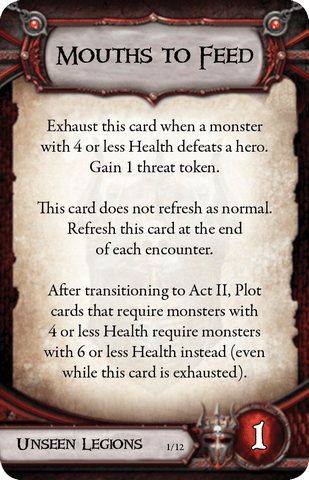 Mouths to Feed
Exhaust this card when a monster
with 4 or less Health defeats a hero.
Gain 1 threat token.
This card does not refresh as normal.
Refresh this card at the end
of each encounter.
After transitioning to Act II, Plot
cards that require monsters with
4 or less Health require monsters
with 6 or less Health instead (even
while this card is exhausted).
Unseen Legions 1/12
1